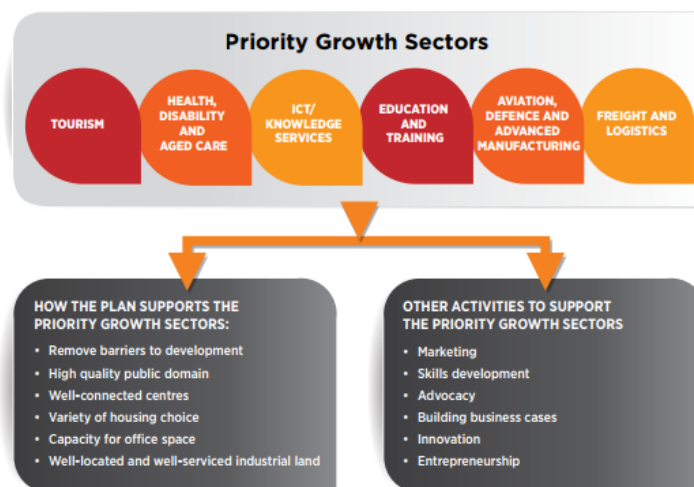 Priority Growth Sectors
TOURISM
HEALTH,
DISABILITY
AND
AGED CARE
ICT/
KNOWLEDGE
SERVICES
EDUCATION
AND
TRAINING
AVIATION,
DEFENCE AND
ADVANCED
MANUFACTURING
FREIGHT AND
LOGISTICS
HOW THE PLAN SUPPORTS THE
PRIORITY GROWTH SECTORS:
• Remove barriers to development
• High quality public domain
• Well-connected centres
• Variety of housing choice
• Capacity for office space
• Well-located and well-serviced industrial land
OTHER ACTIVITIES TO SUPPORT
THE PRIORITY GROWTH SECTORS
• Marketing
• Skills development
• Advocacy
• Building business cases
• Innovation
• Entrepreneurship